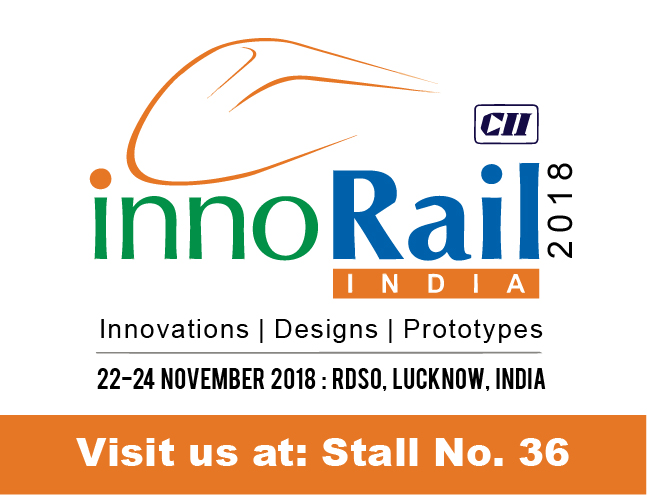 CII
innoRail 2018
INDIA
Innovations | Designs | Prototypes
22-24 NOVEMBER 2018 : RDSO, LUCKNOW, INDIA
Visit us at: Stall No. 36